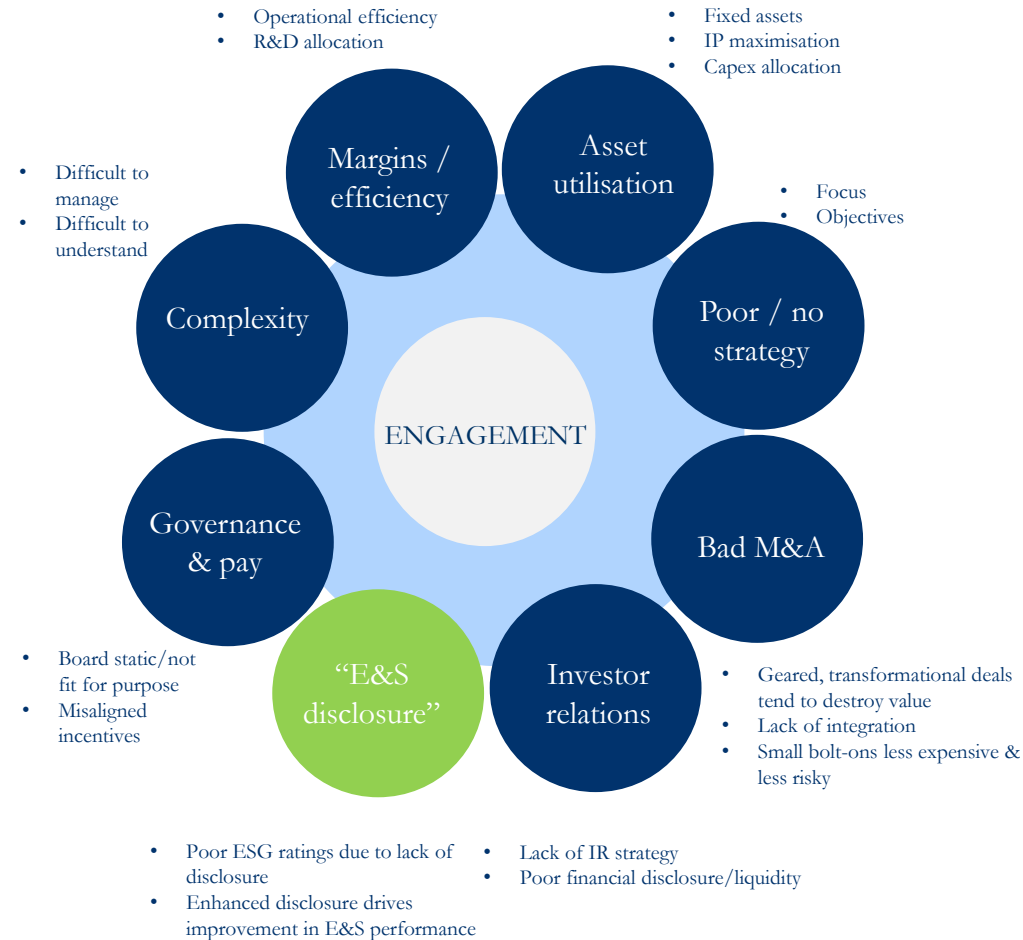 • Operational efficiency
• R&D allocation
• Fixed assets
• IP maximisation
• Capex allocation
Margins /
efficiency
Asset
utilisation
• Difficult to
manage
• Difficult to
understand
• Focus
• Objectives
Complexity
Poor / no
strategy
ENGAGEMENT
Governance
& pay
Bad M&A
• Board static/not
fit for purpose
• Misaligned
incentives
“E&S
disclosure”
Investor
relations
• Geared, transformational deals
tend to destroy value
• Lack of integration
• Small bolt-ons less expensive &
less risky
• Poor ESG ratings due to lack of
disclosure
• Enhanced disclosure drives
improvement in E&S performance
• Lack of IR strategy
• Poor financial disclosure/liquidity